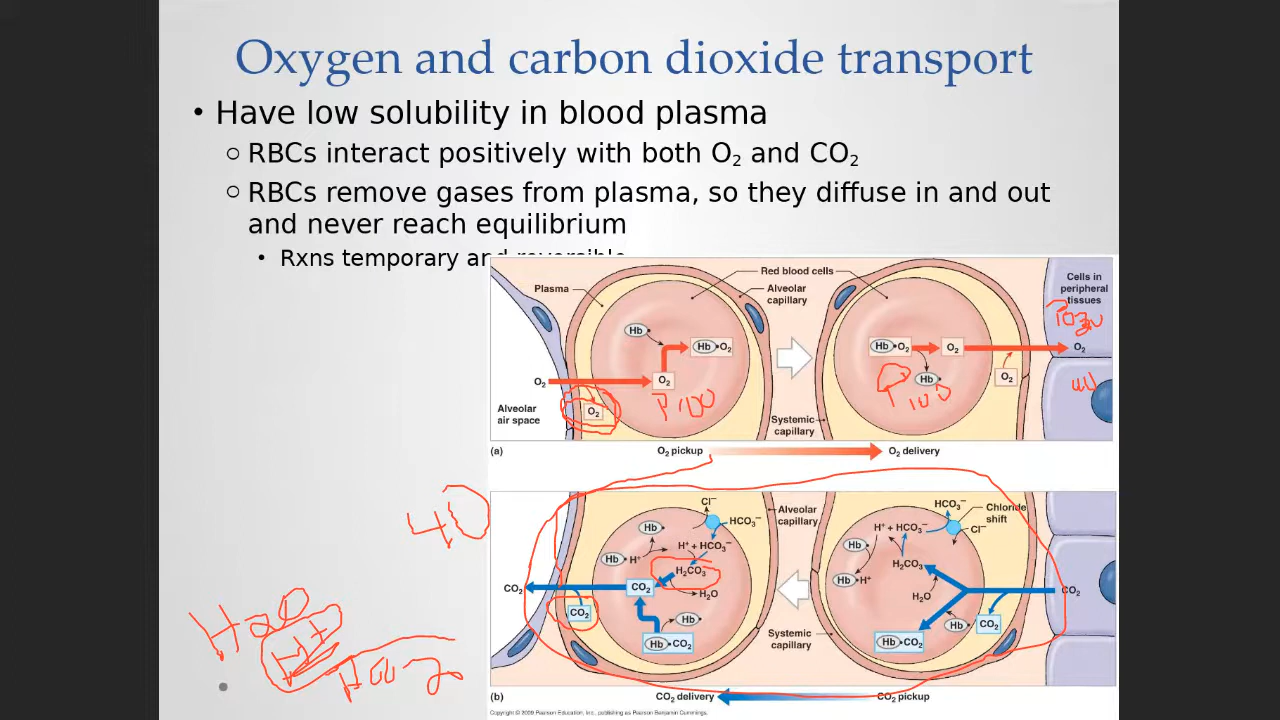 Oxygen and carbon dioxide transport
• Have low solubility in blood plasma
○ RBCs interact positively with both O₂ and CO₂
○ RBCs remove gases from plasma, so they diffuse in and out
and never reach equilibrium
• Rxns temporary and reversible
Plasma
Red blood cells
Alveolar
capillary
Cells in
peripheral
tissues
Hb
Hb O₂
O₂
O₂
O₂
Alveolar
air space
P100
Hb O₂
O₂
Hb
P 100
O₂
O₂
Systemic
capillary
40
(a)
O₂ pickup
O₂ delivery
Cl⁻
HCO₃⁻
Alveolar
capillary
HCO₃⁻
Chloride
shift
Cl⁻
Hb
H⁺ + HCO₃⁻
Hb H⁺
H₂CO₃
H₂O
CO₂
CO₂
CO₂
Hb
Hb CO₂
H⁺ + HCO₃⁻
Hb
Hb H⁺
H₂CO₃
H₂O
CO₂
Hb
CO₂
Hb CO₂
Systemic
capillary
(b)
CO₂ delivery
CO₂ pickup
Copyright © 2009 Pearson Education, Inc., publishing as Pearson Benjamin Cummings.